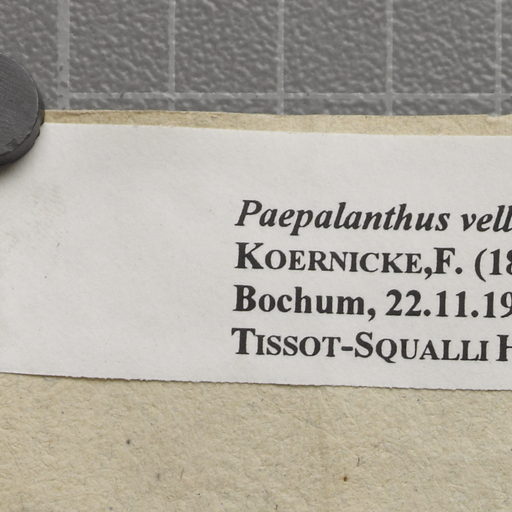 Paepalanthus vell
KOERNICKE,F. (18
Bochum, 22.11.19
TISSOT-SQUALLI H